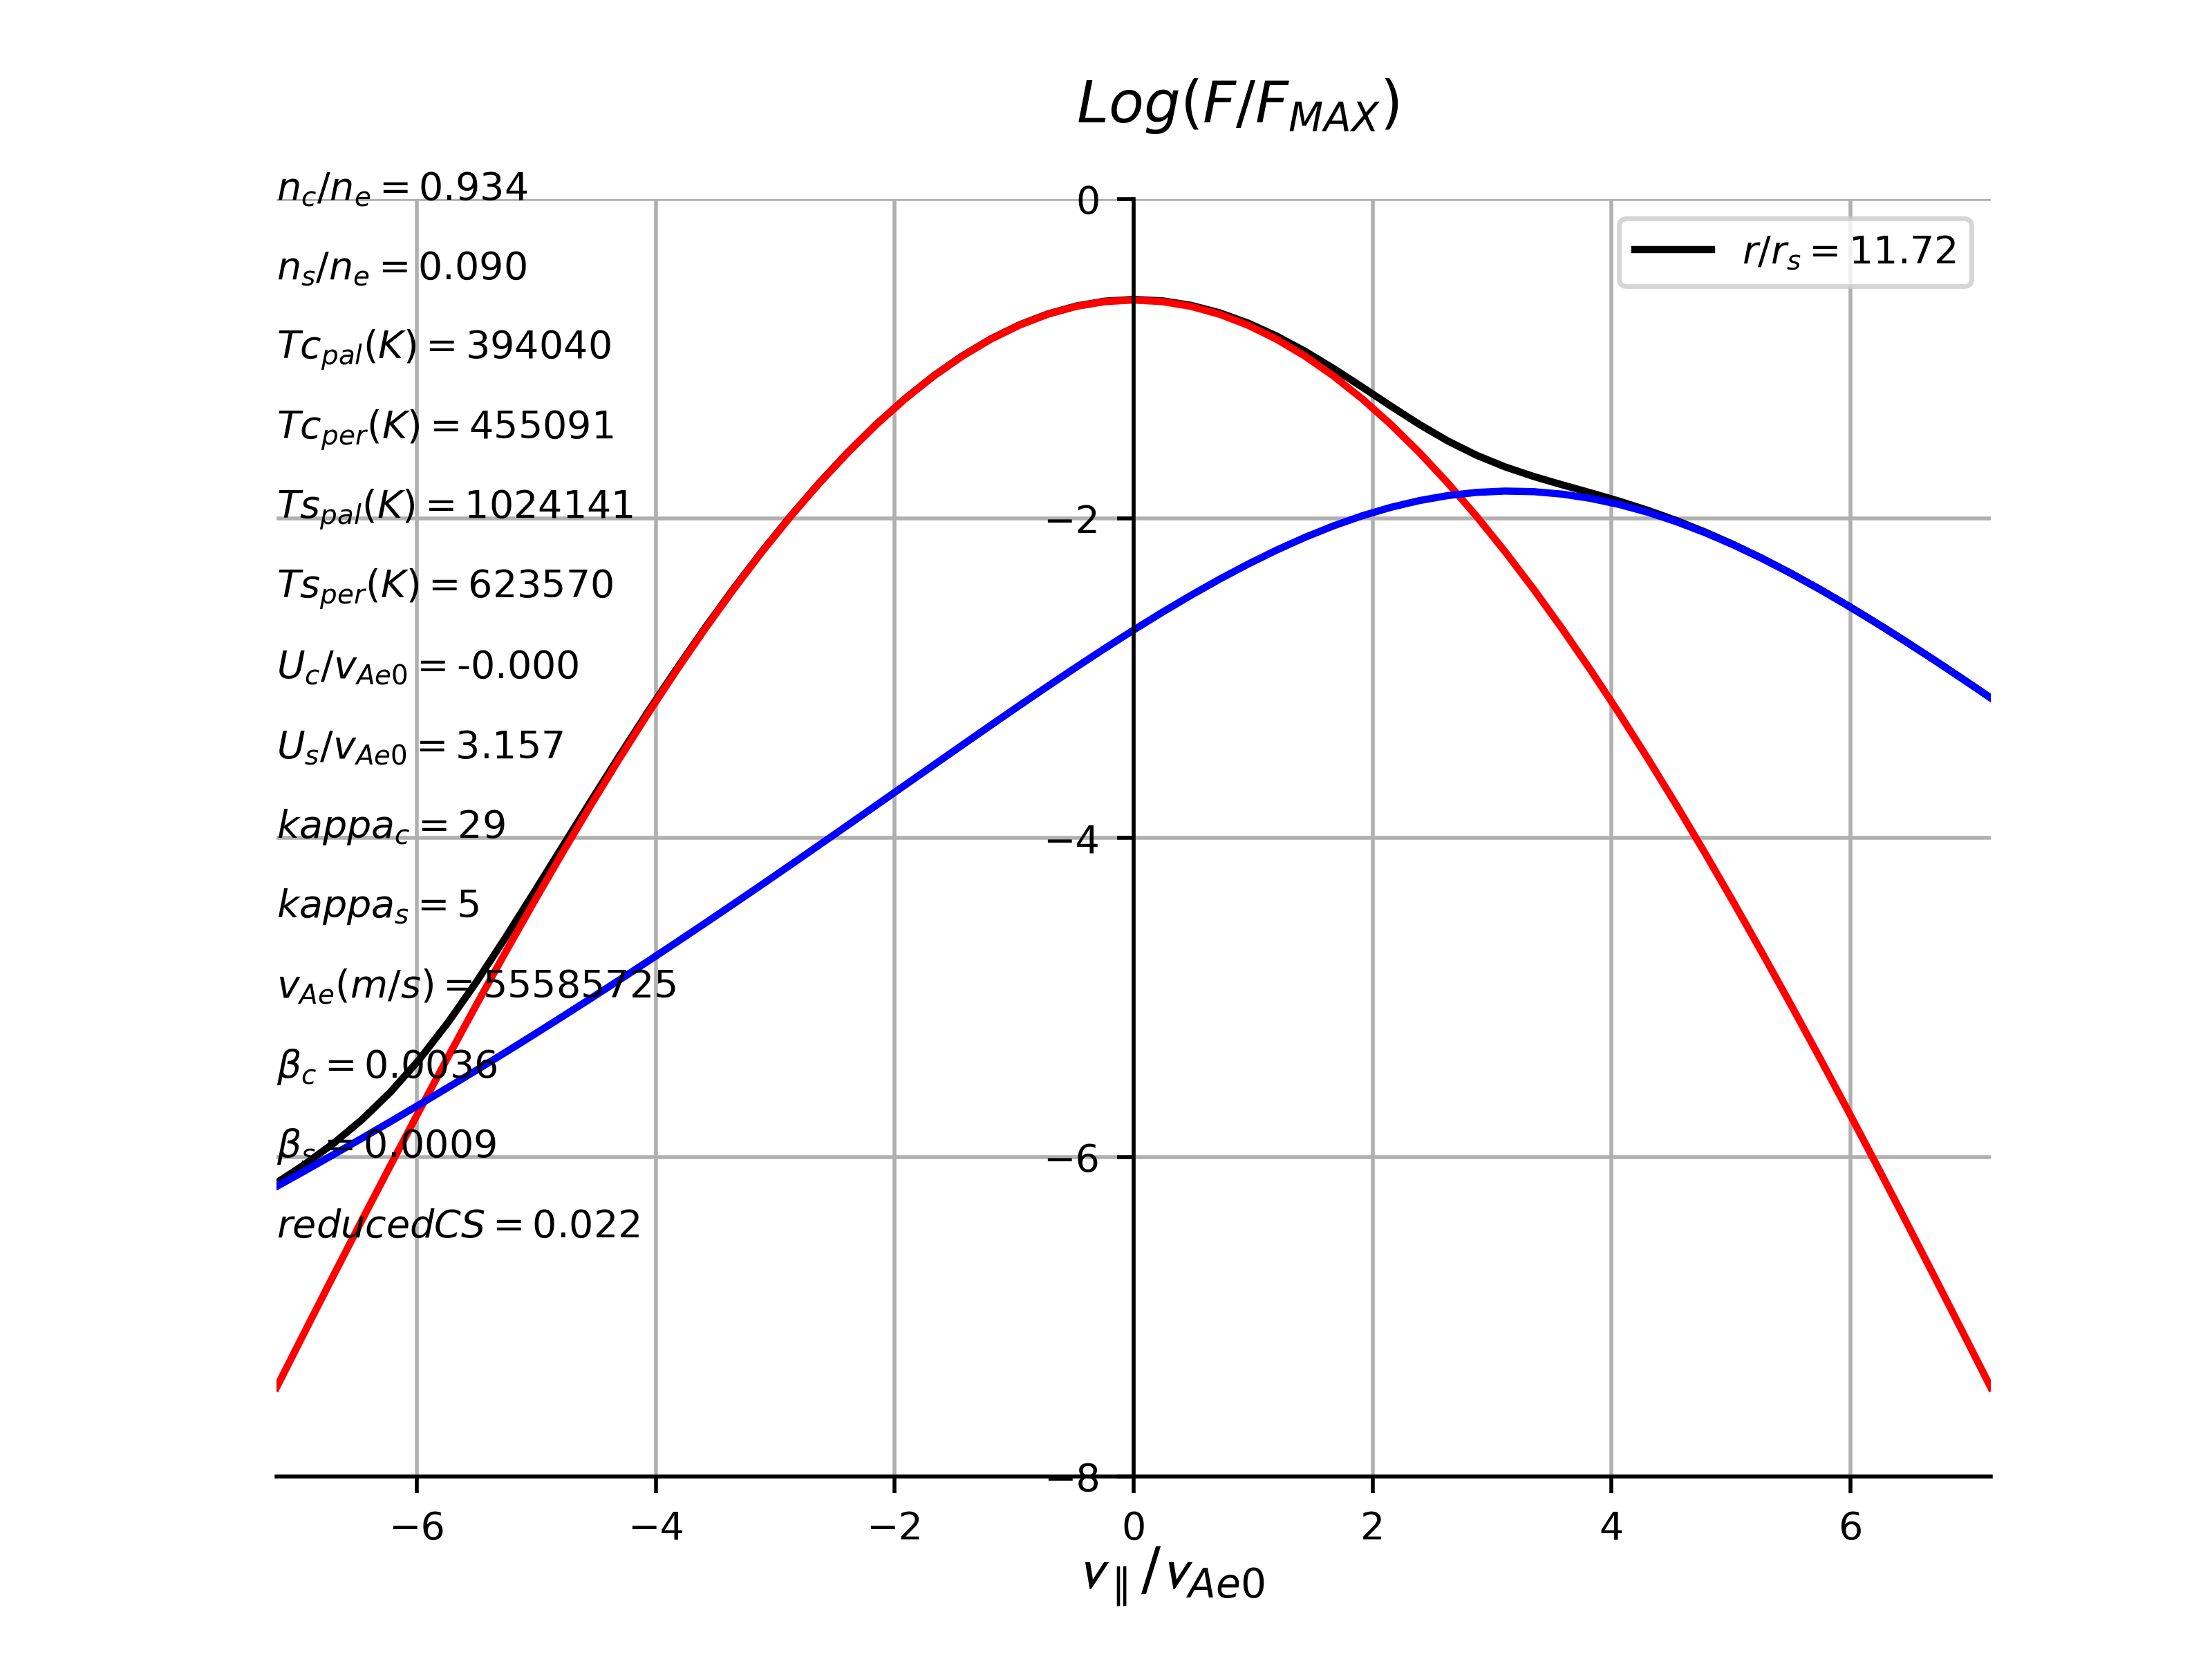 Log(F/F_MAX)
n_c/n_e = 0.934
0
r/r_s = 11.72
n_s/n_e = 0.090
Tc_pal(K) = 394040
Tc_per(K) = 455091
Ts_pal(K) = 1024141
−2
Ts_per(K) = 623570
U_c/v_Ae0 = -0.000
U_s/v_Ae0 = 3.157
kappa_c = 29
−4
kappa_s = 5
v_Ae(m/s) = 55585725
β_c = 0.0036
β_s = 0.0009
−6
reducedCS = 0.022
−8
−6 −4 −2 0 2 4 6
v_∥/v_Ae0